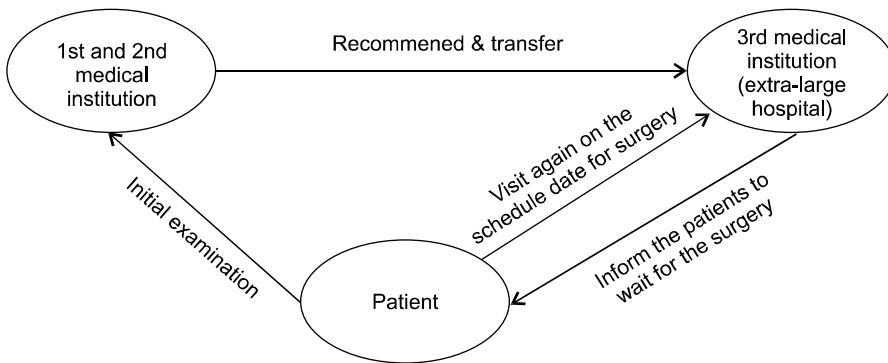 1st and 2nd
medical
institution
Recommened & transfer
3rd medical
institution
(extra-large
hospital)
Visit again on the
schedule date for surgery
Initial examination
Inform the patients to
wait for the surgery
Patient